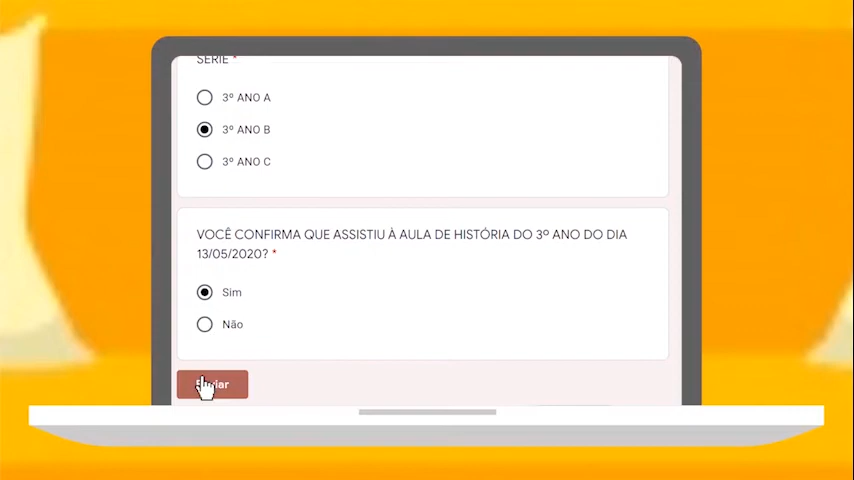 SÉRIE *
3º ANO A
3º ANO B
3º ANO C
VOCÊ CONFIRMA QUE ASSISTIU À AULA DE HISTÓRIA DO 3º ANO DO DIA
13/05/2020? *
Sim
Não
Enviar